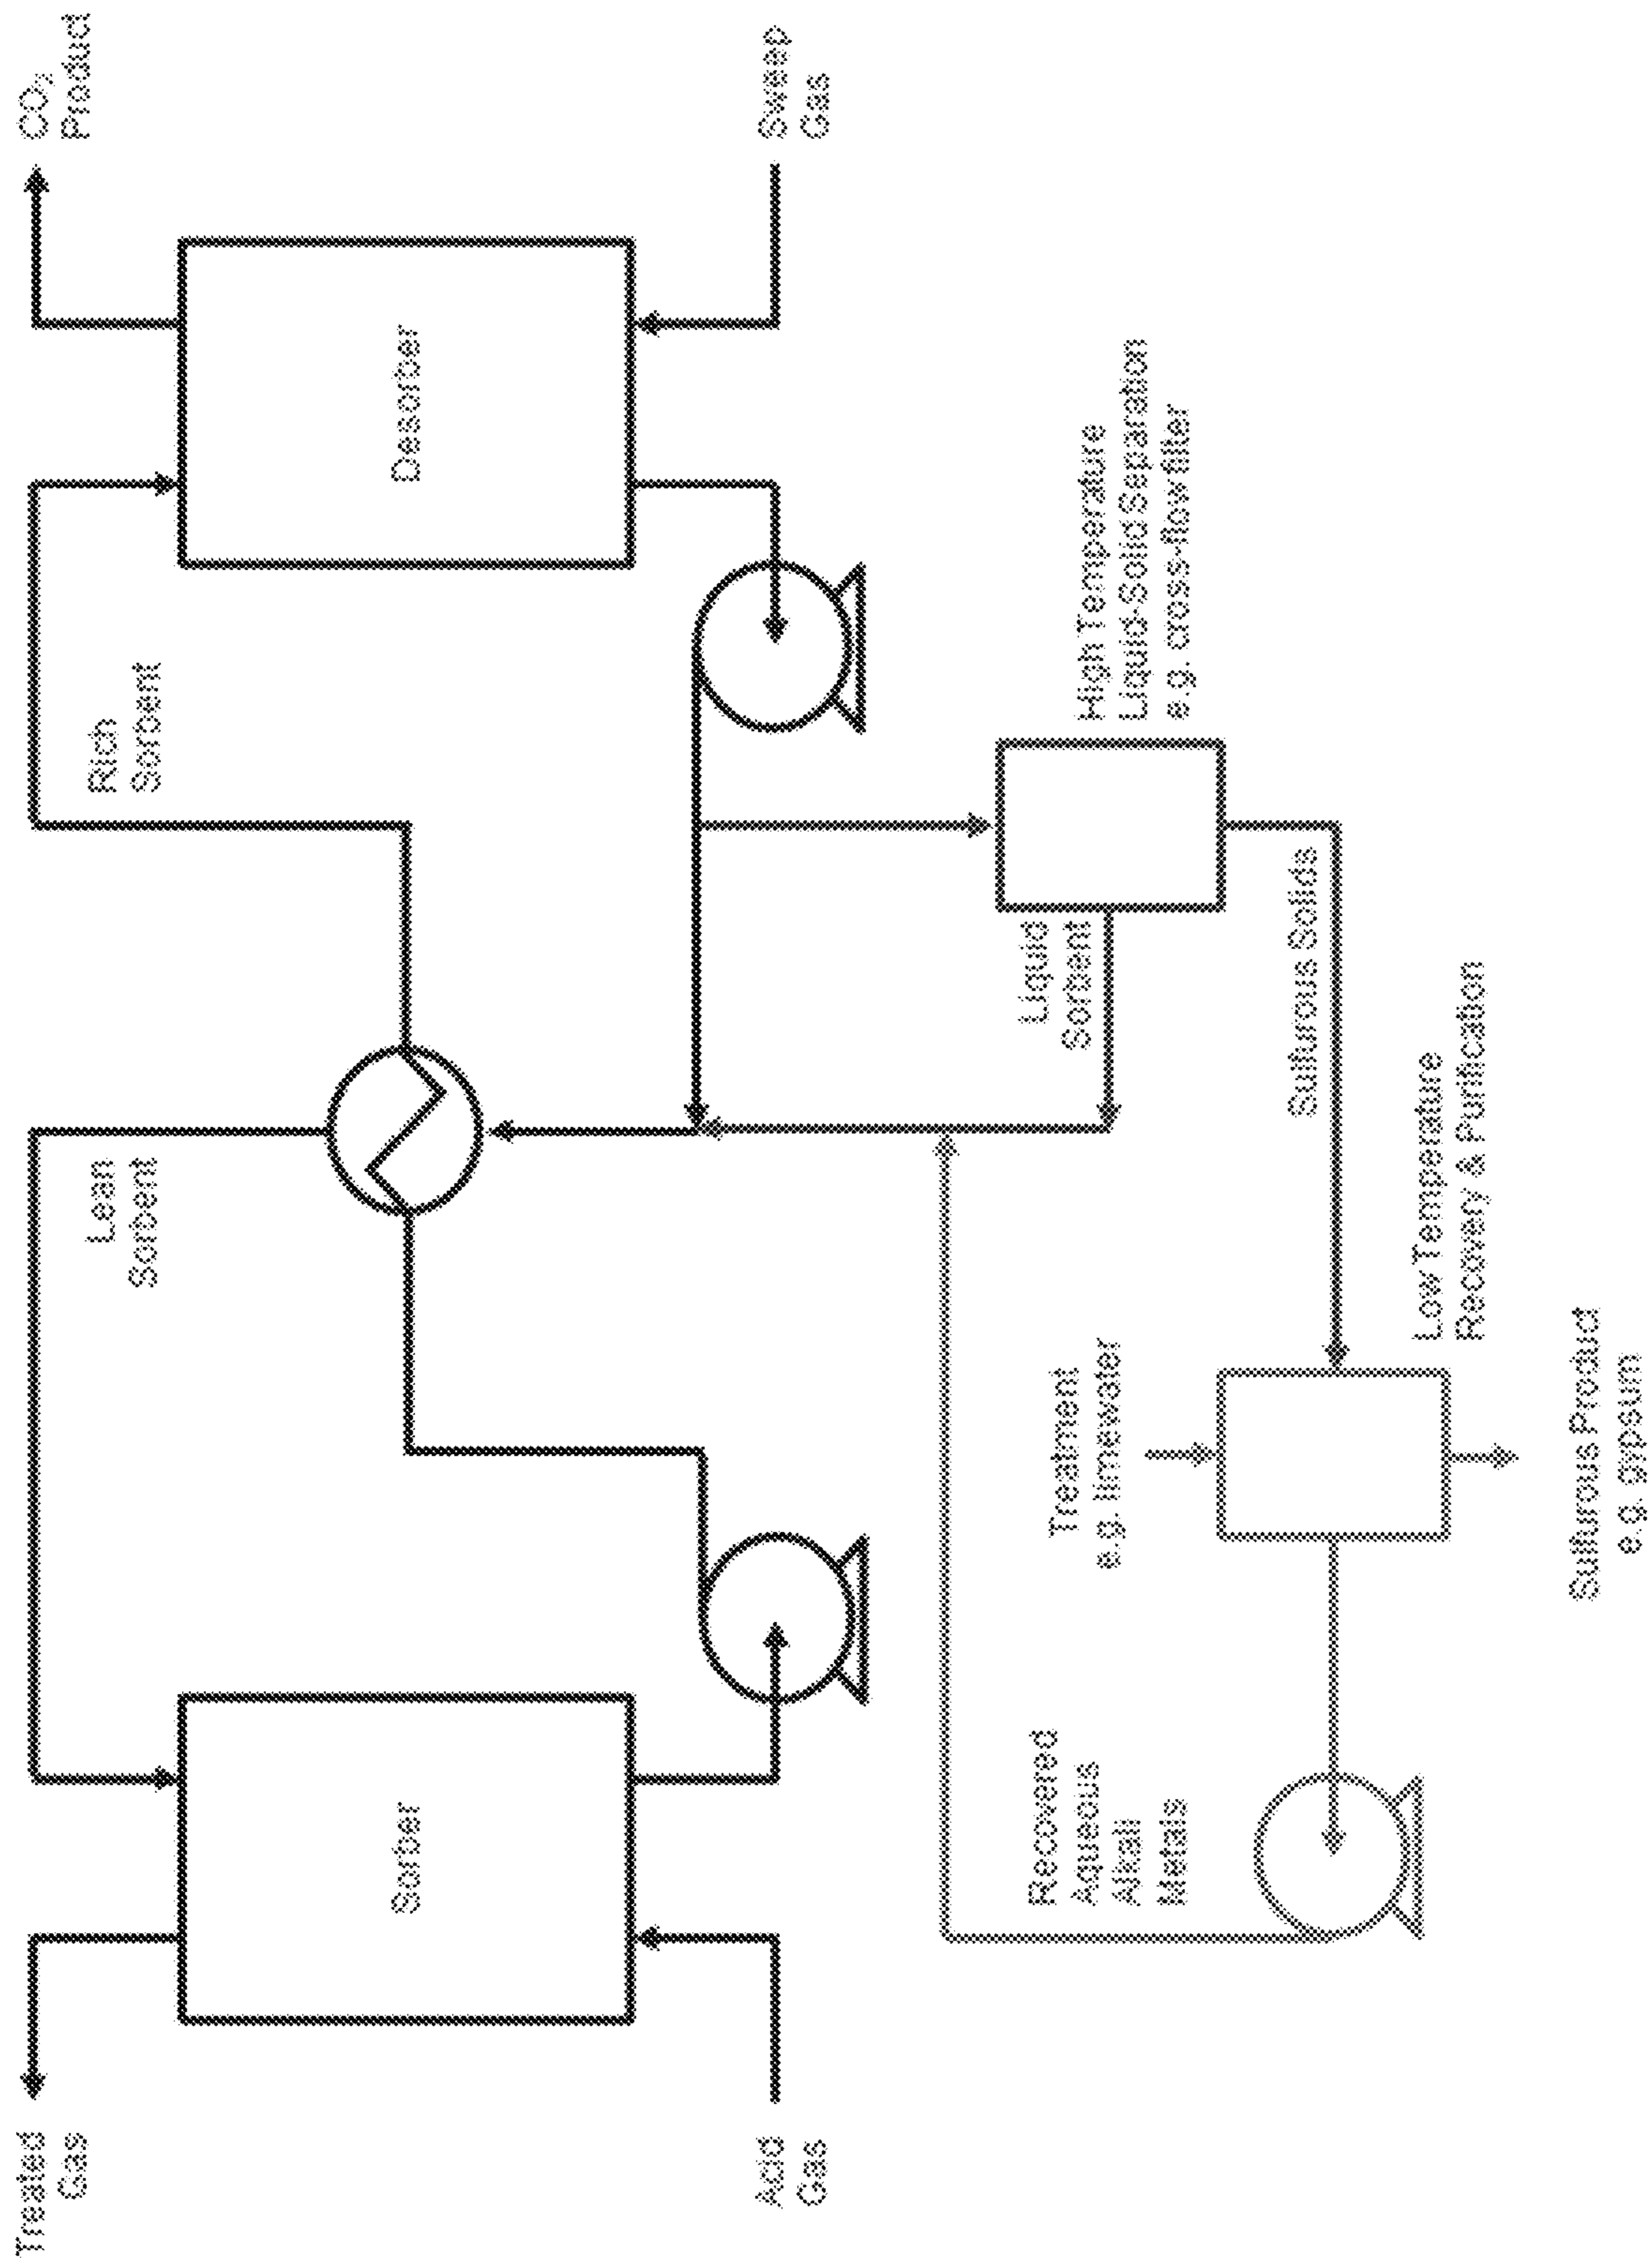 Treated
Gas
Lean
Sorbent
Rich
Sorbent
CO₂
Product
Sorber
Desorber
Acid
Gas
Sweep
Gas
Recovered
Aqueous
Alkali
Metals
Treatment
e.g. limewater
Liquid
Sorbent
High Temperature
Liquid-Solid Separation
e.g. cross-flow filter
Sulfurous Solids
Low Temperature
Recovery & Purification
Sulfurous Product
e.g. gypsum